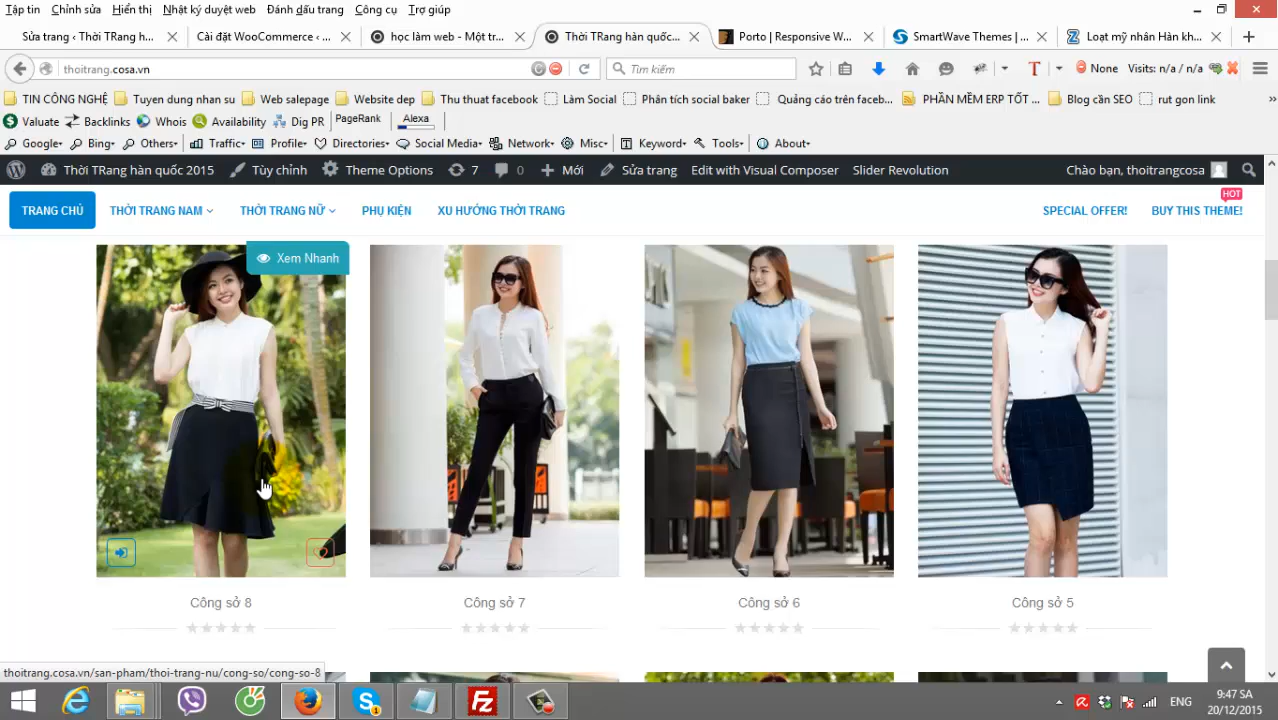 Tập tin Chỉnh sửa Hiển thị Nhật ký duyệt web Đánh dấu trang Công cụ Trợ giúp
Sửa trang ‹ Thời TRang h... Cài đặt WooCommerce ‹ ... học làm web - Một tr... Thời TRang hàn quốc... Porto | Responsive W... SmartWave Themes | ... Loạt mỹ nhân Hàn kh...
thoitrang.cosa.vn Tìm kiếm None Visits: n/a / n/a
TIN CÔNG NGHỆ Tuyen dung nhan su Web salepage Website dep Thu thuat facebook Làm Social Phân tích social baker Quảng cáo trên faceb... PHẦN MỀM ERP TỐT ... Blog cần SEO rut gon link
Valuate Backlinks Whois Availability Dig PR PageRank Alexa
Google Bing Others Traffic Profile Directories Social Media Network Misc Keyword Tools About
Thời TRang hàn quốc 2015 Tùy chỉnh Theme Options 7 0 Mới Sửa trang Edit with Visual Composer Slider Revolution Chào bạn, thoitrangcosa
HOT
TRANG CHỦ THỜI TRANG NAM THỜI TRANG NỮ PHỤ KIỆN XU HƯỚNG THỜI TRANG SPECIAL OFFER! BUY THIS THEME!
Xem Nhanh
Công sở 8 Công sở 7 Công sở 6 Công sở 5
thoitrang.cosa.vn/san-pham/thoi-trang-nu/cong-so/cong-so-8
ENG 9:47 SA
20/12/2015